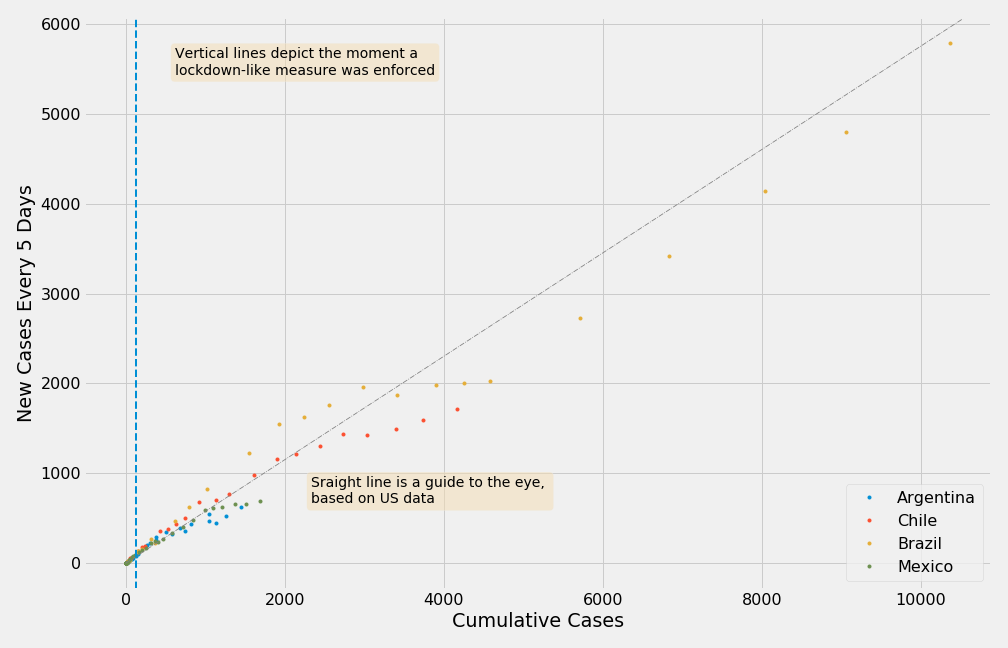 6000
5000
4000
3000
2000
1000
0
New Cases Every 5 Days
Vertical lines depict the moment a
lockdown-like measure was enforced
Sraight line is a guide to the eye,
based on US data
Argentina
Chile
Brazil
Mexico
0
2000
4000
6000
8000
10000
Cumulative Cases